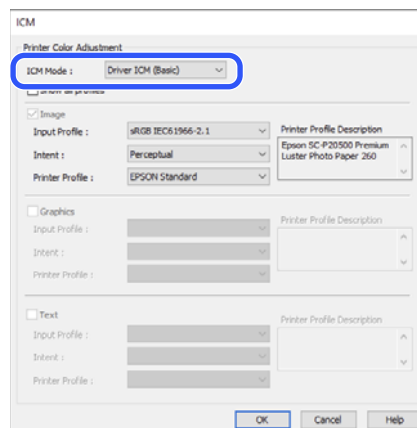 ICM
Printer Color Adjustment
ICM Mode : Driver ICM (Basic)
Show all profiles
Image
Input Profile : sRGB IEC61966-2.1 Printer Profile Description
Intent : Perceptual Epson SC-P20500 Premium
Luster Photo Paper 260
Printer Profile : EPSON Standard
Graphics
Input Profile : Printer Profile Description
Intent :
Printer Profile :
Text
Input Profile : Printer Profile Description
Intent :
Printer Profile :
OK Cancel Help